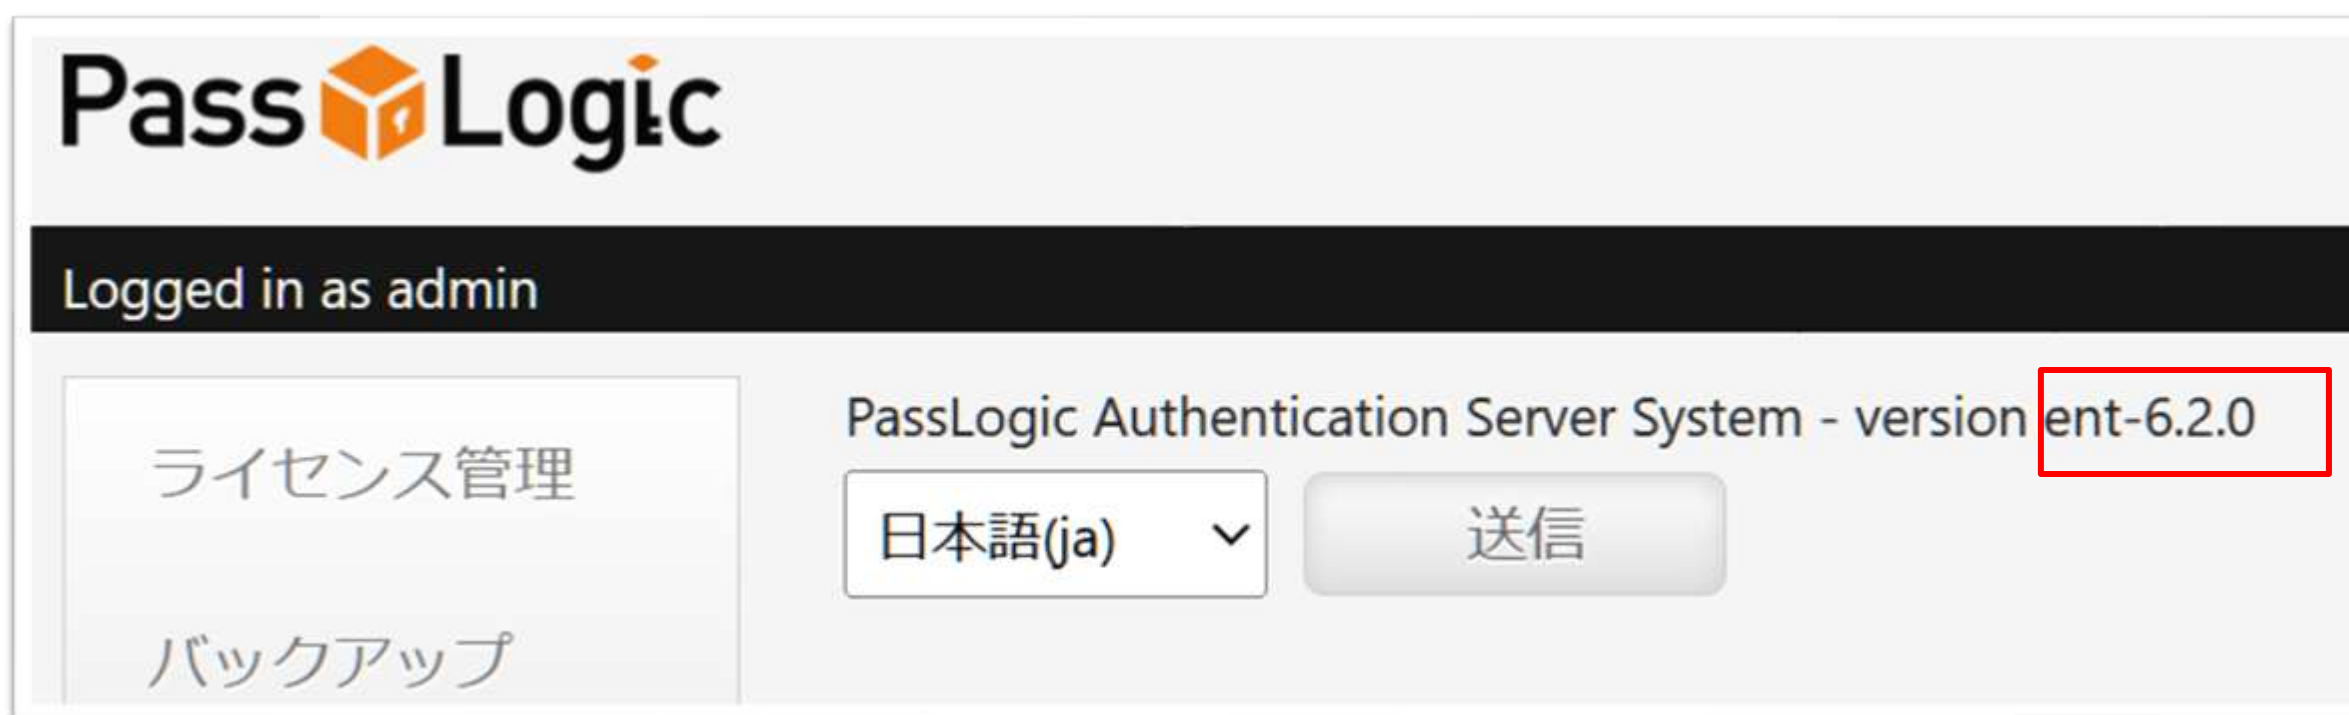 PassLogic
Logged in as admin
ライセンス管理
バックアップ
PassLogic Authentication Server System - version ent-6.2.0
日本語(ja)
送信